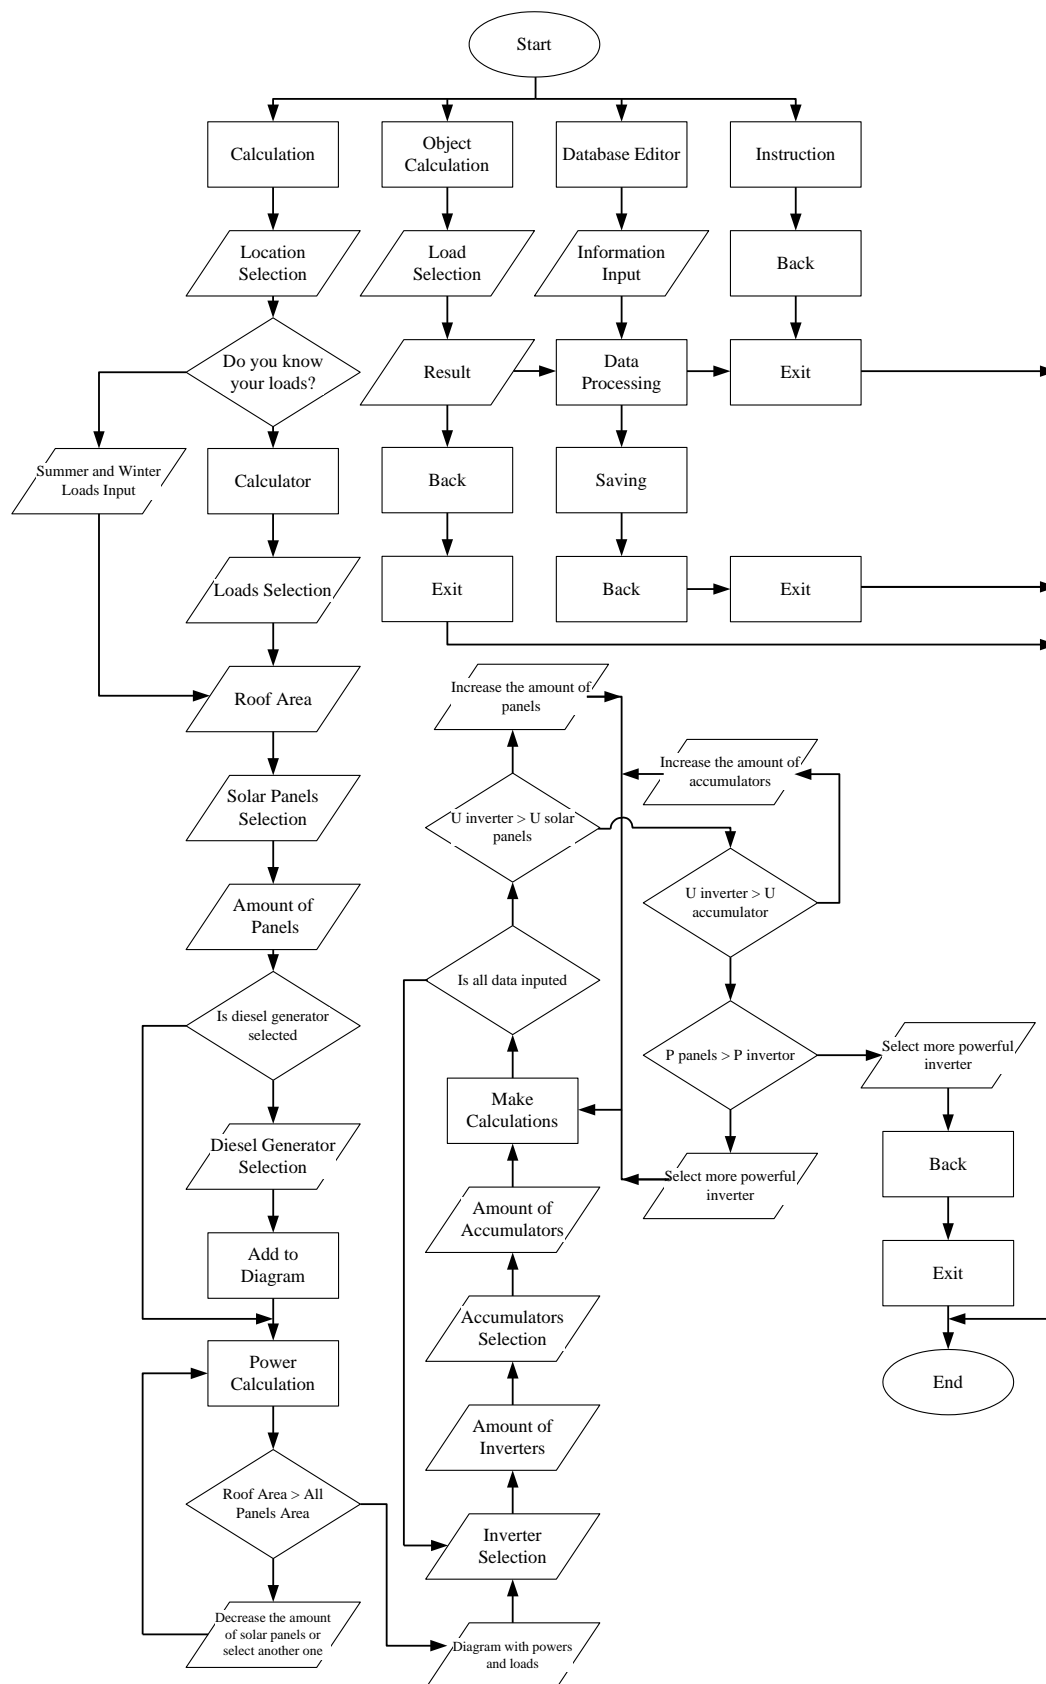 Start
Calculation
Object
Calculation
Database Editor
Instruction
Location
Selection
Load
Selection
Information
Input
Back
Do you know
your loads?
Result
Data
Processing
Exit
Summer and Winter
Loads Input
Calculator
Back
Saving
Loads Selection
Exit
Back
Exit
Roof Area
Increase the amount of
panels
Increase the amount of
accumulators
Solar Panels
Selection
U inverter > U solar
panels
U inverter > U
accumulator
Amount of
Panels
Is all data inputed
Is diesel generator
selected
P panels > P invertor
Select more powerful
inverter
Make
Calculations
Diesel Generator
Selection
Select more powerful
inverter
Back
Amount of
Accumulators
Add to
Diagram
Exit
Accumulators
Selection
Power
Calculation
End
Amount of
Inverters
Roof Area > All
Panels Area
Inverter
Selection
Decrease the amount
of solar panels or
select another one
Diagram with powers
and loads